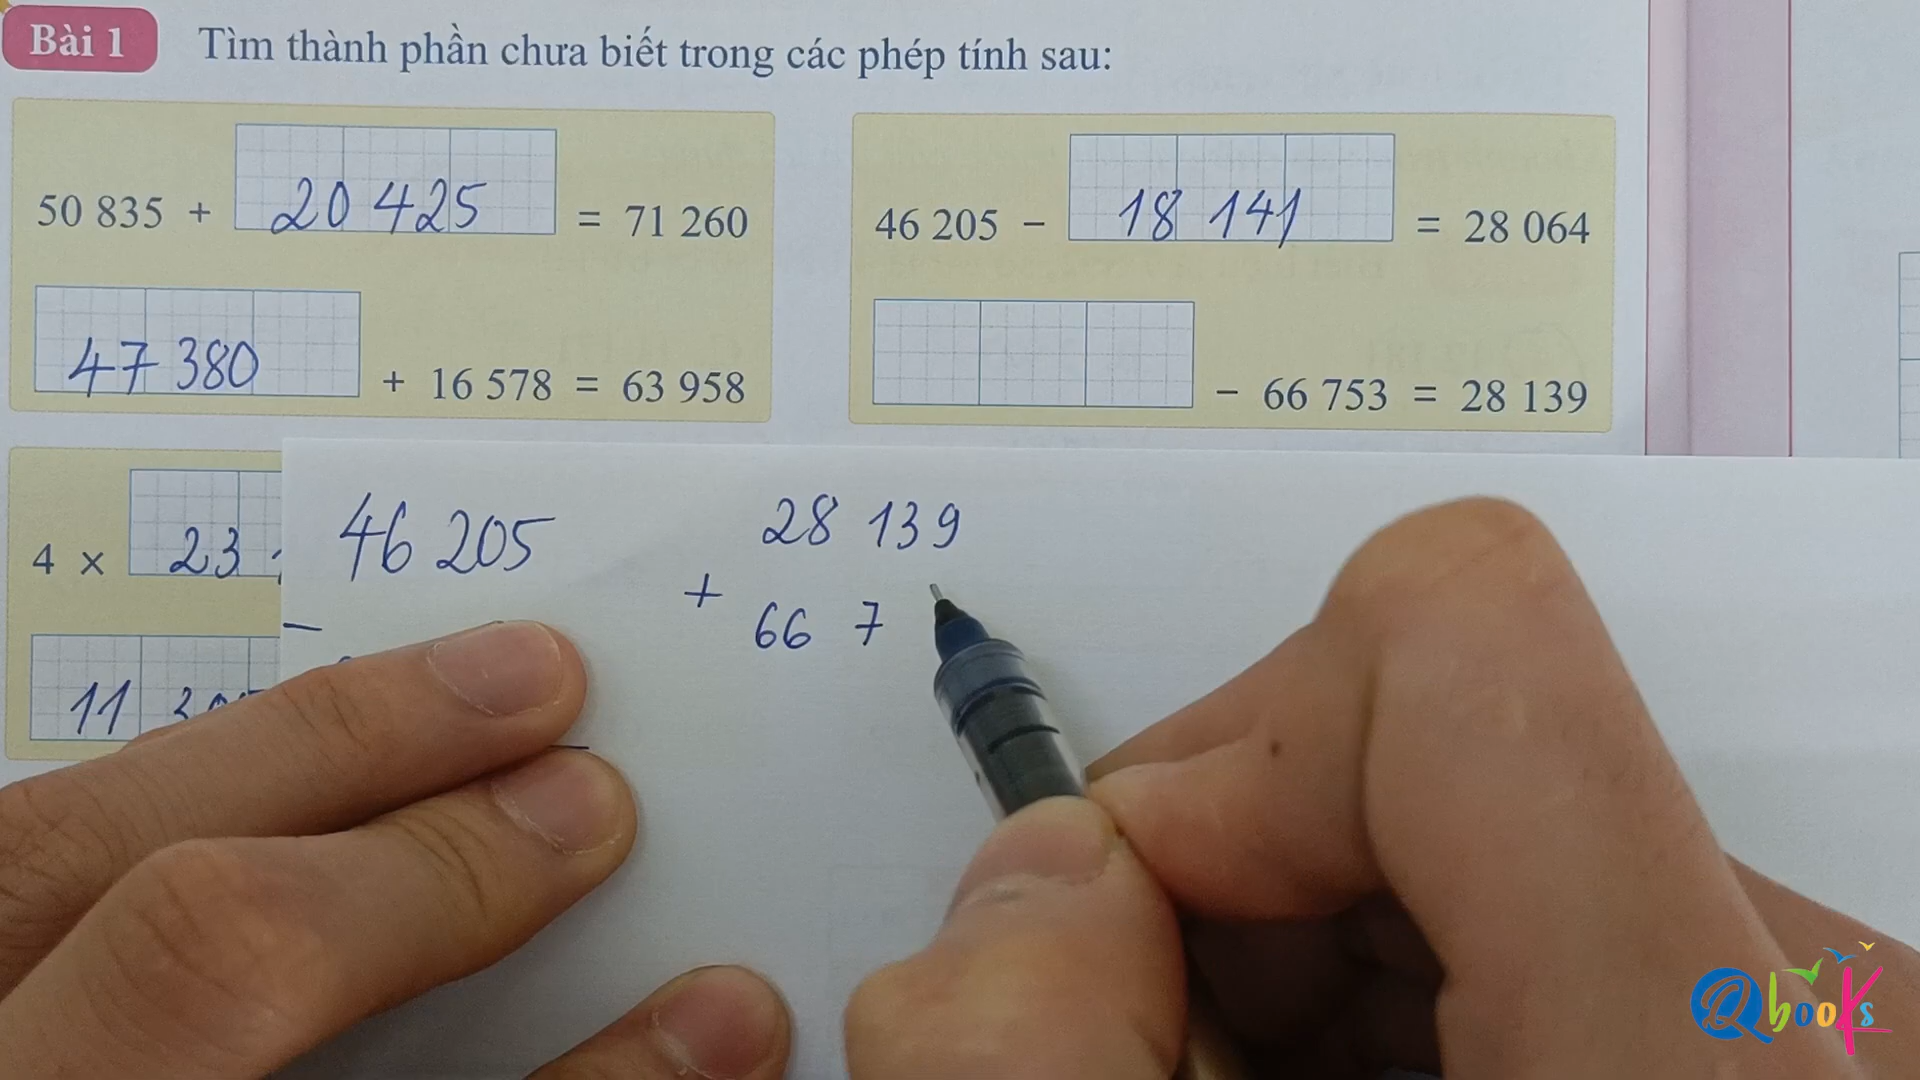 Bài 1 Tìm thành phần chưa biết trong các phép tính sau:
50 835 + 20 425 = 71 260
46 205 − 18 141 = 28 064
47 380 + 16 578 = 63 958
− 66 753 = 28 139
4 × 23
11
46 205
−
28 139
+
66 7
Qbooks